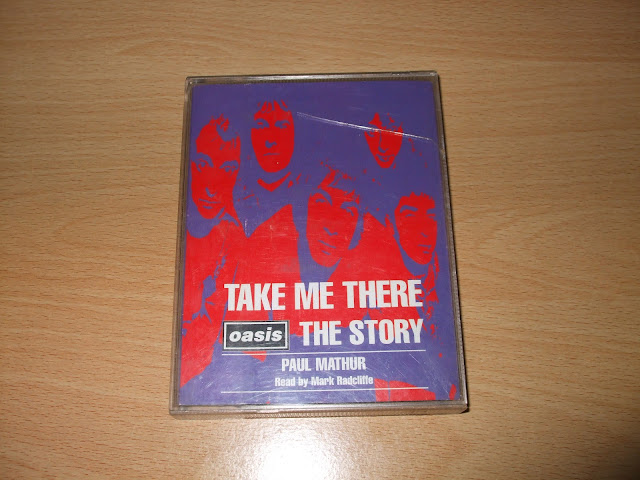 TAKE ME THERE
oasis THE STORY
PAUL MATHUR
Read by Mark Radcliffe